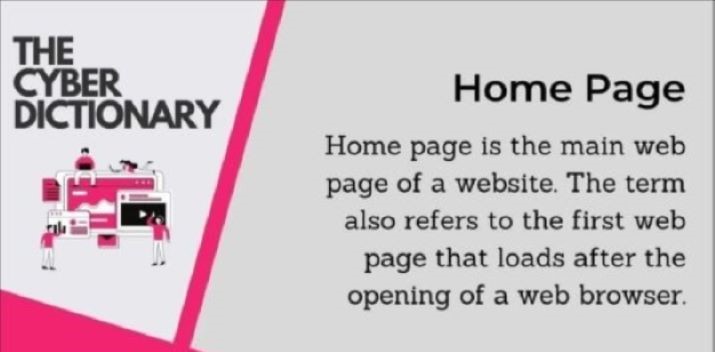 THE
CYBER
DICTIONARY
Home Page
Home page is the main web
page of a website. The term
also refers to the first web
page that loads after the
opening of a web browser.